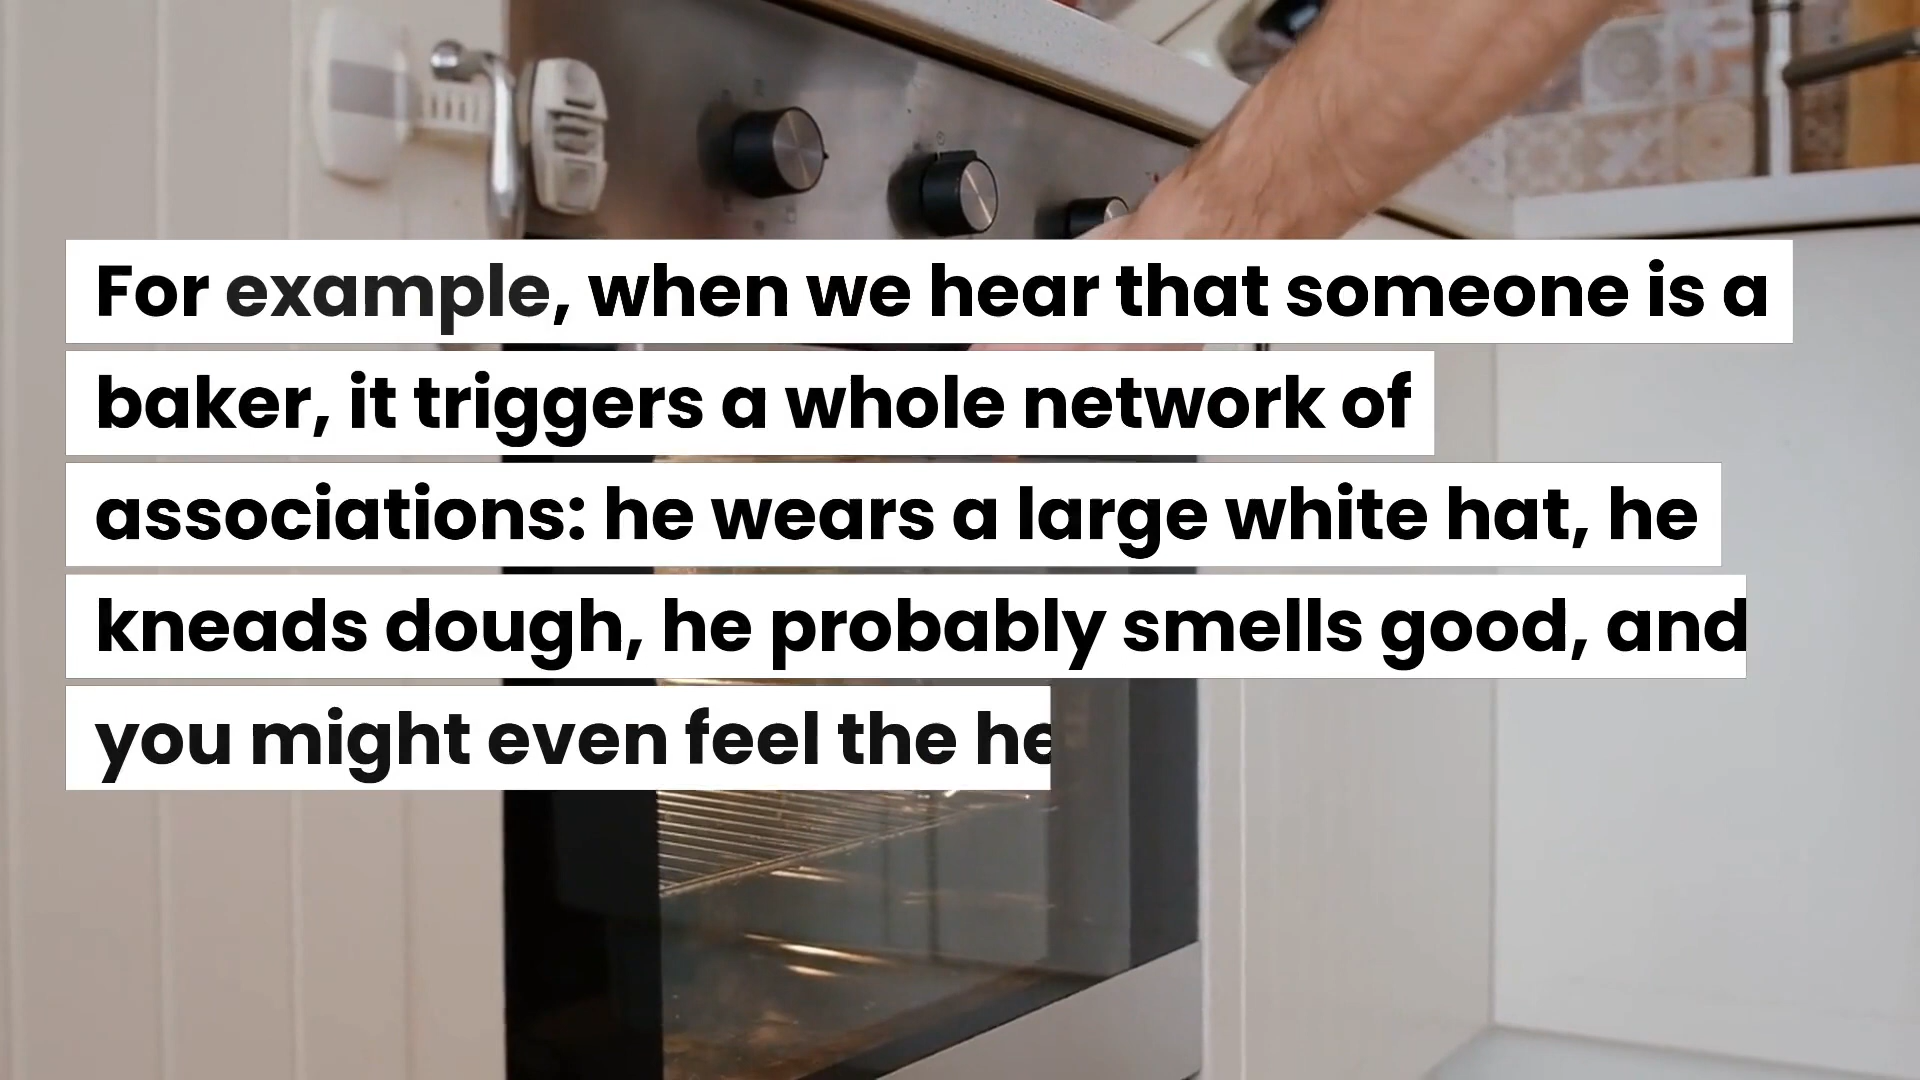 For example, when we hear that someone is a
baker, it triggers a whole network of
associations: he wears a large white hat, he
kneads dough, he probably smells good, and
you might even feel the he